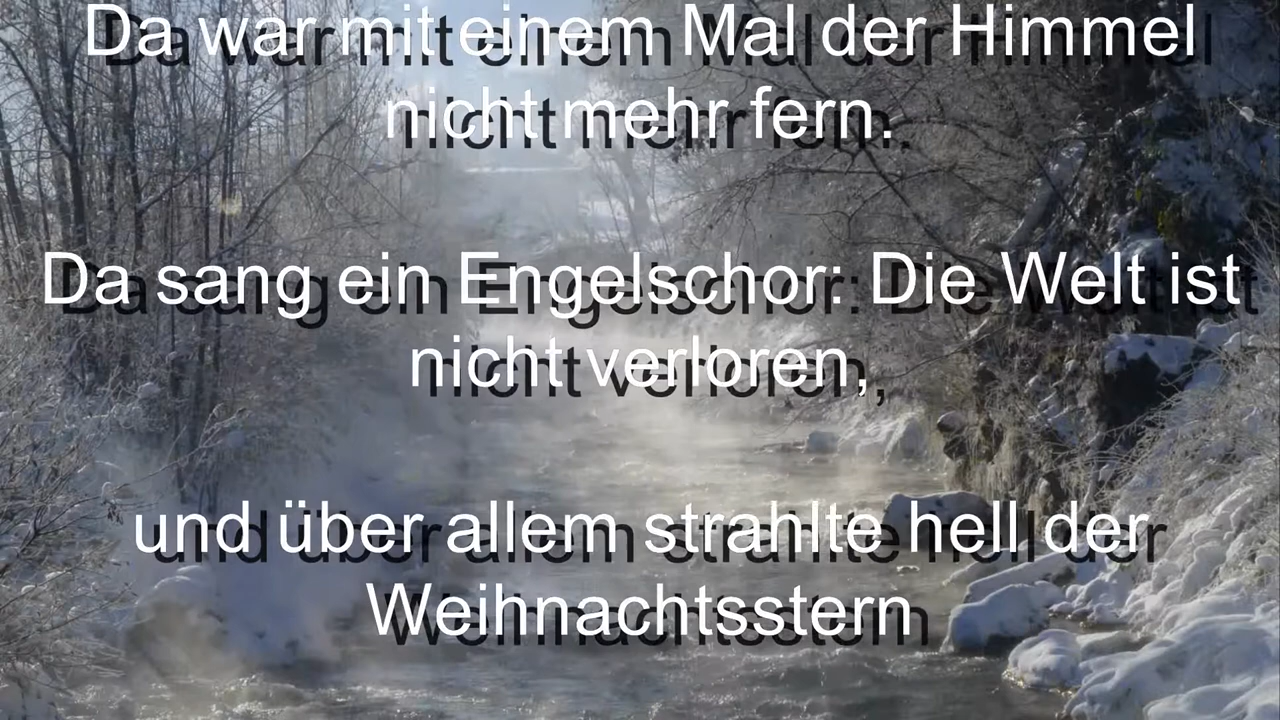 Da war mit einem Mal der Himmel
nicht mehr fern.
Da sang ein Engelschor: Die Welt ist
nicht verloren,
und über allem strahlte hell der
Weihnachtsstern